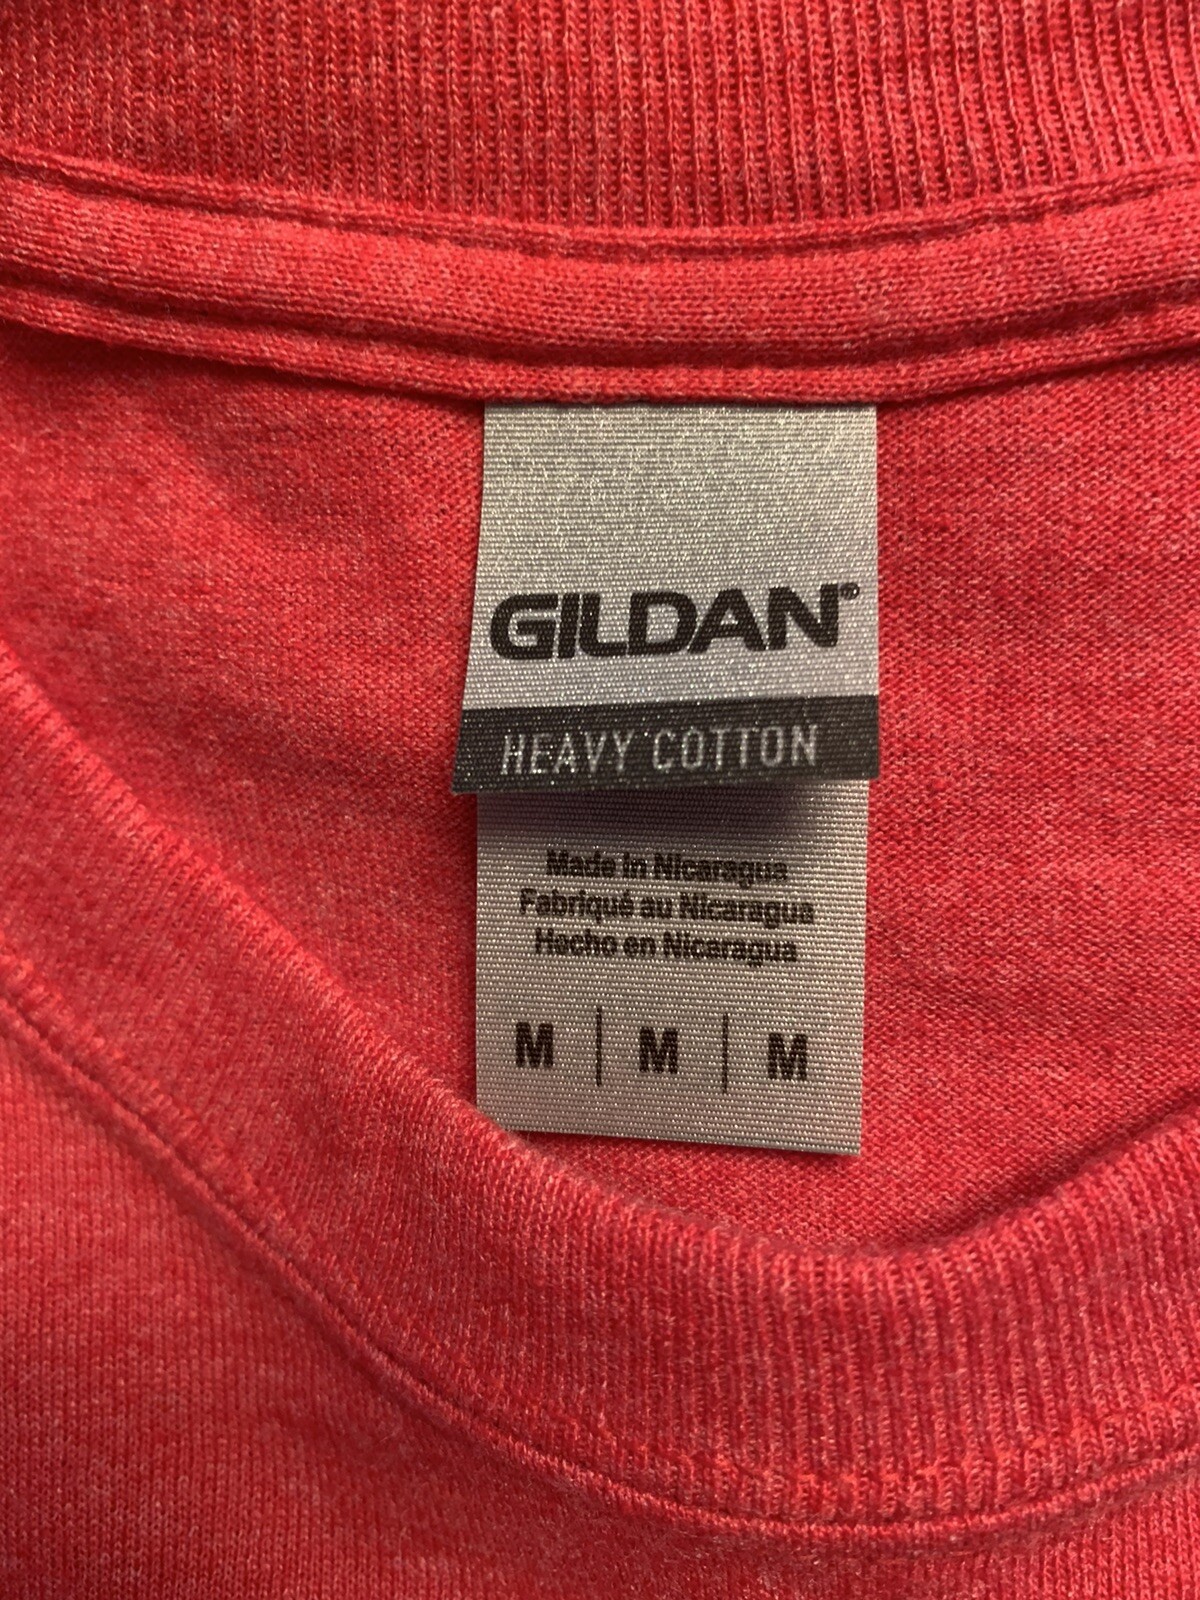 GILDAN®
HEAVY COTTON
Made in Nicaragua
Fabriqué au Nicaragua
Hecho en Nicaragua
M | M | M